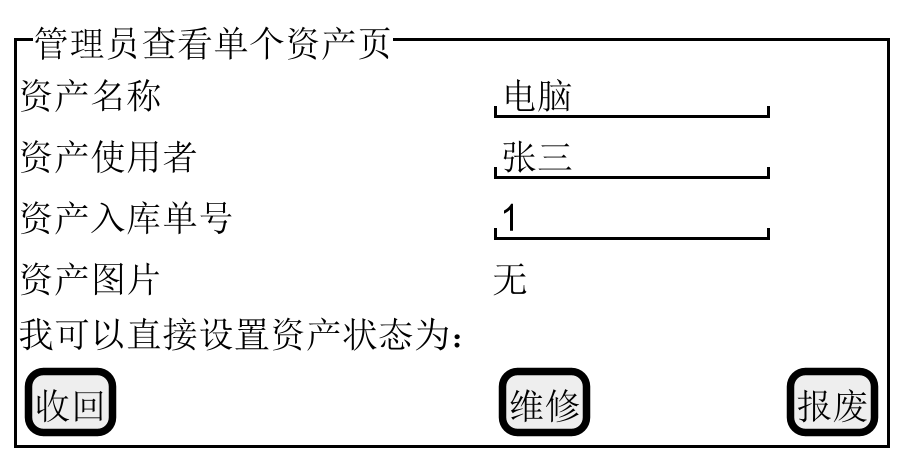 管理员查看单个资产页
资产名称 电脑
资产使用者 张三
资产入库单号 1
资产图片 无
我可以直接设置资产状态为：
收回 维修 报废